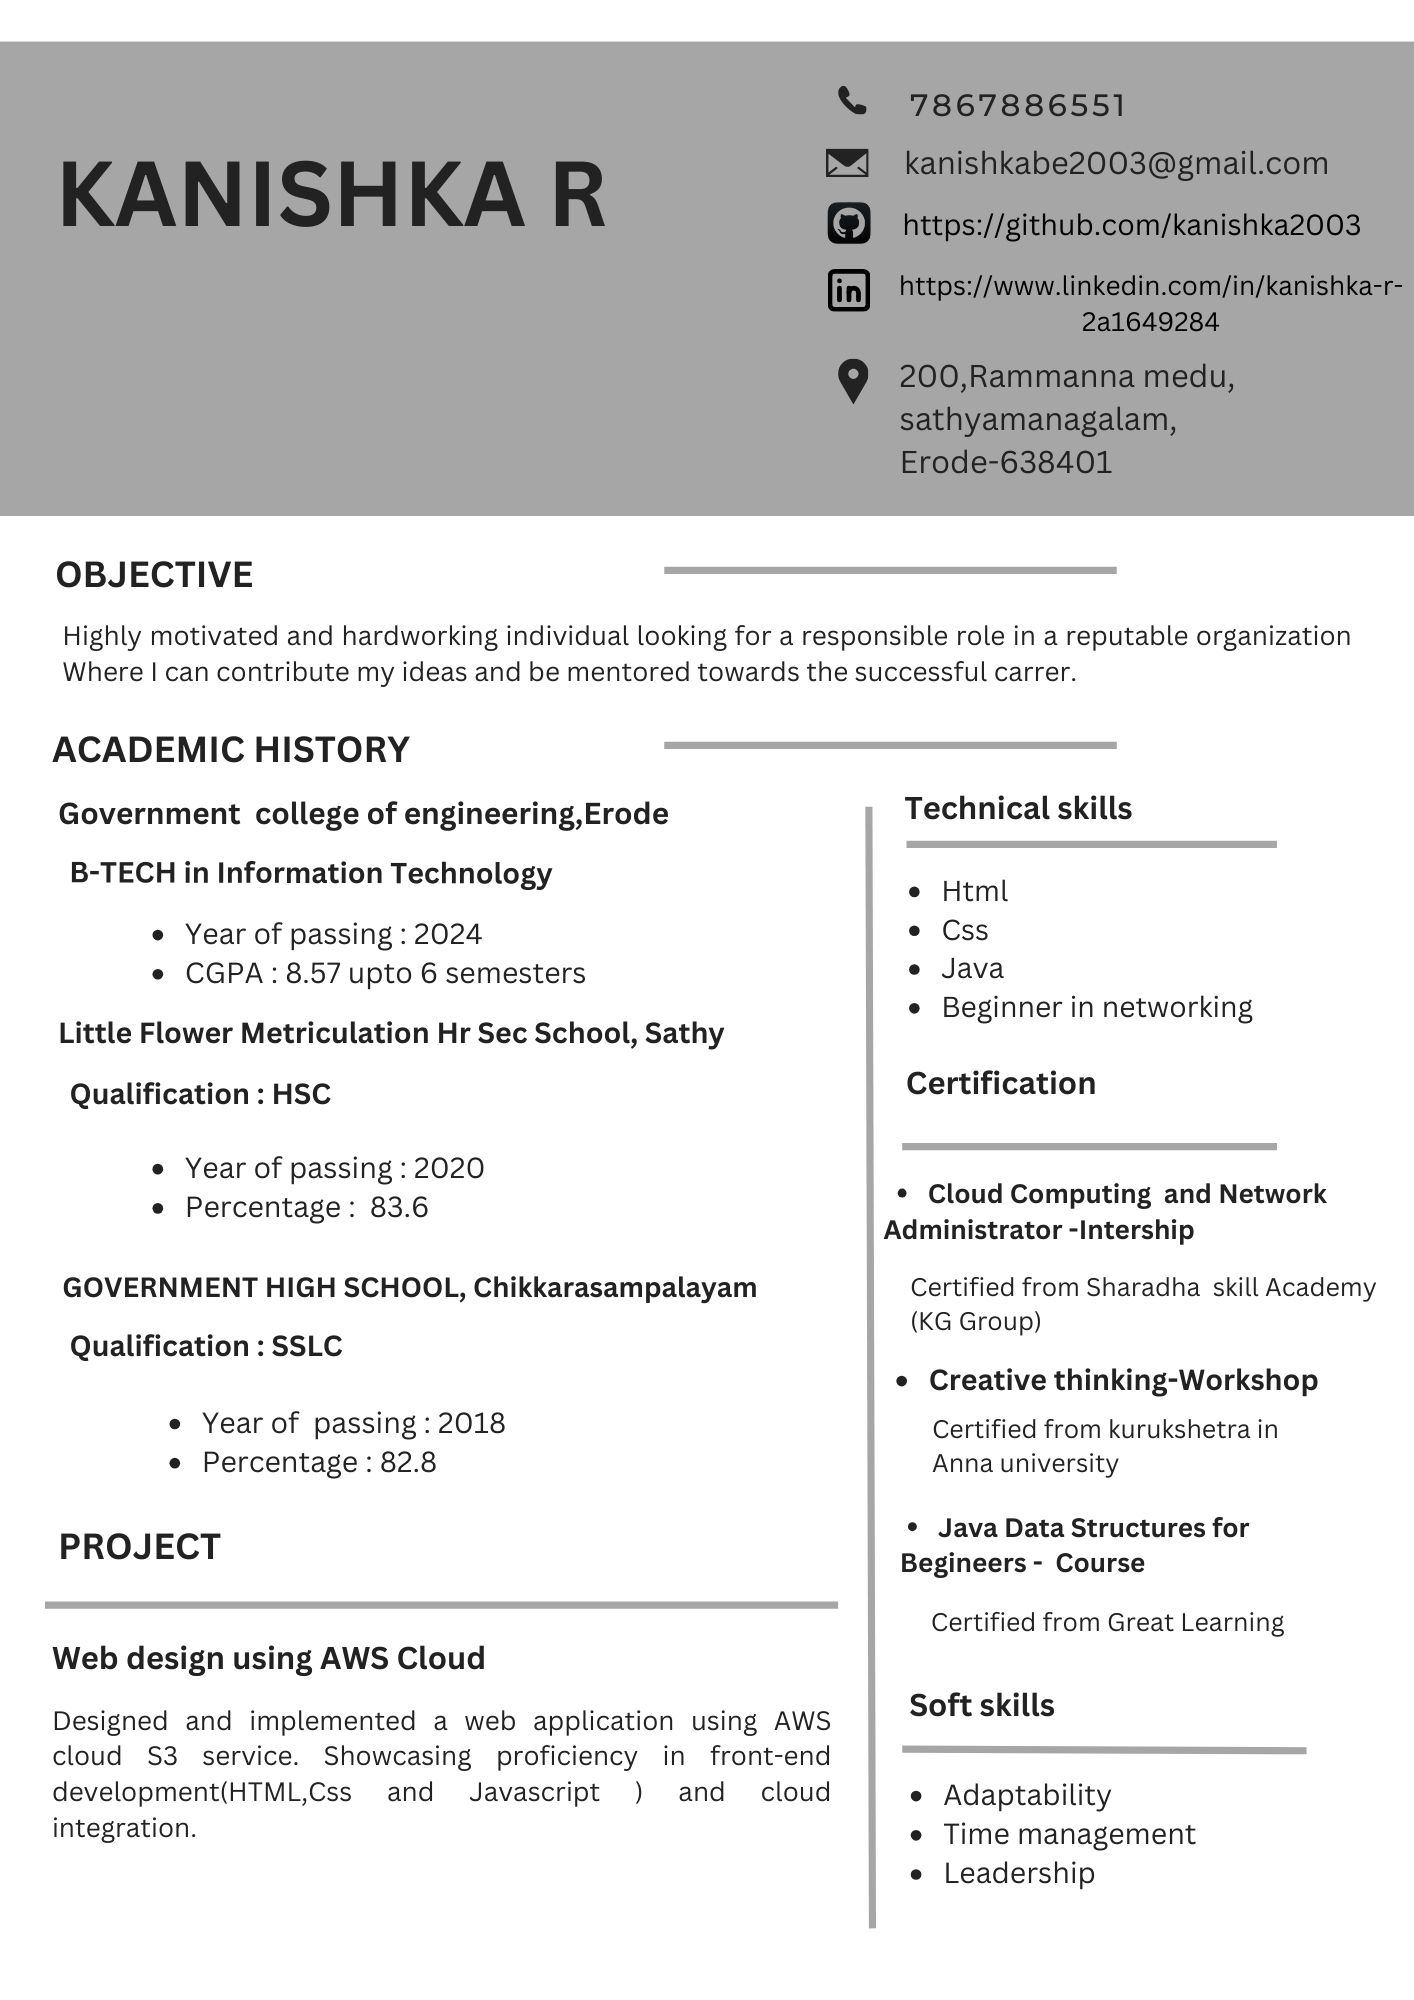 KANISHKA R
7867886551
kanishkabe2003@gmail.com
https://github.com/kanishka2003
https://www.linkedin.com/in/kanishka-r-
2a1649284
200,Rammanna medu,
sathyamanagalam,
Erode-638401
OBJECTIVE
Highly motivated and hardworking individual looking for a responsible role in a reputable organization
Where I can contribute my ideas and be mentored towards the successful carrer.
ACADEMIC HISTORY
Government  college of engineering,Erode
B-TECH in Information Technology
• Year of passing : 2024
• CGPA : 8.57 upto 6 semesters
Little Flower Metriculation Hr Sec School, Sathy
Qualification : HSC
• Year of passing : 2020
• Percentage :  83.6
GOVERNMENT HIGH SCHOOL, Chikkarasampalayam
Qualification : SSLC
• Year of  passing : 2018
• Percentage : 82.8
PROJECT
Web design using AWS Cloud
Designed and implemented a web application using AWS
cloud S3 service. Showcasing proficiency in front-end
development(HTML,Css and Javascript ) and cloud
integration.
Technical skills
• Html
• Css
• Java
• Beginner in networking
Certification
• Cloud Computing  and Network
Administrator -Intership
Certified from Sharadha  skill Academy
(KG Group)
• Creative thinking-Workshop
Certified from kurukshetra in
Anna university
• Java Data Structures for
Begineers -  Course
Certified from Great Learning
Soft skills
• Adaptability
• Time management
• Leadership